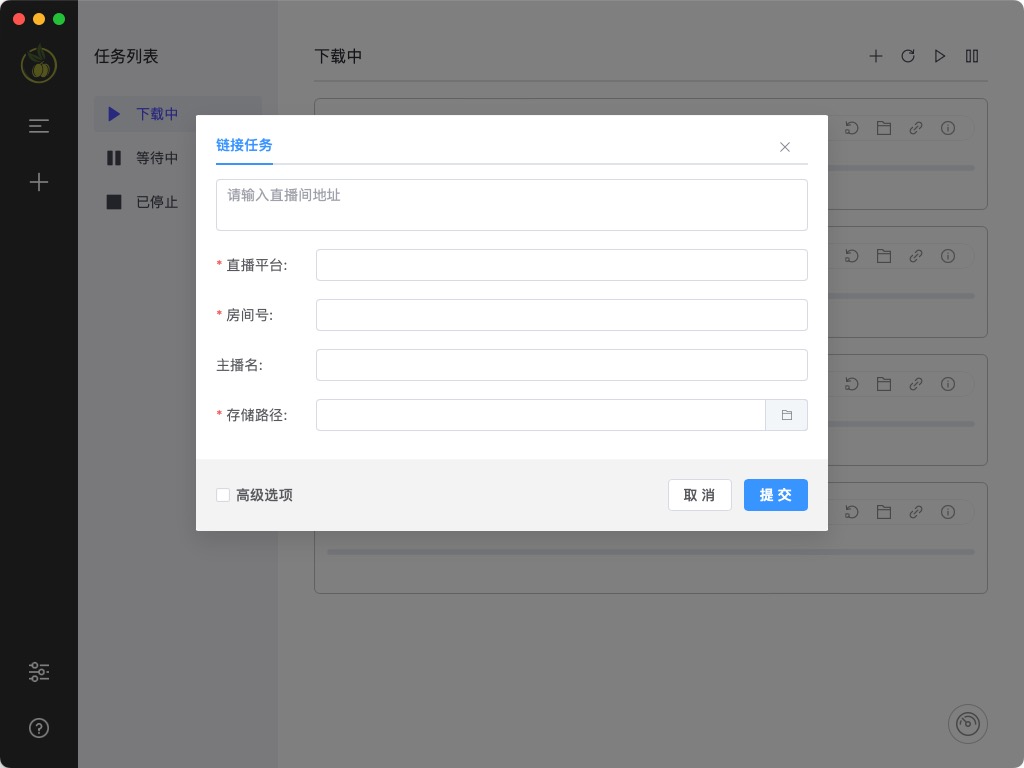 任务列表
下载中
等待中
已停止
下载中
链接任务
请输入直播间地址
* 直播平台:
* 房间号:
主播名:
* 存储路径:
高级选项
取 消
提 交